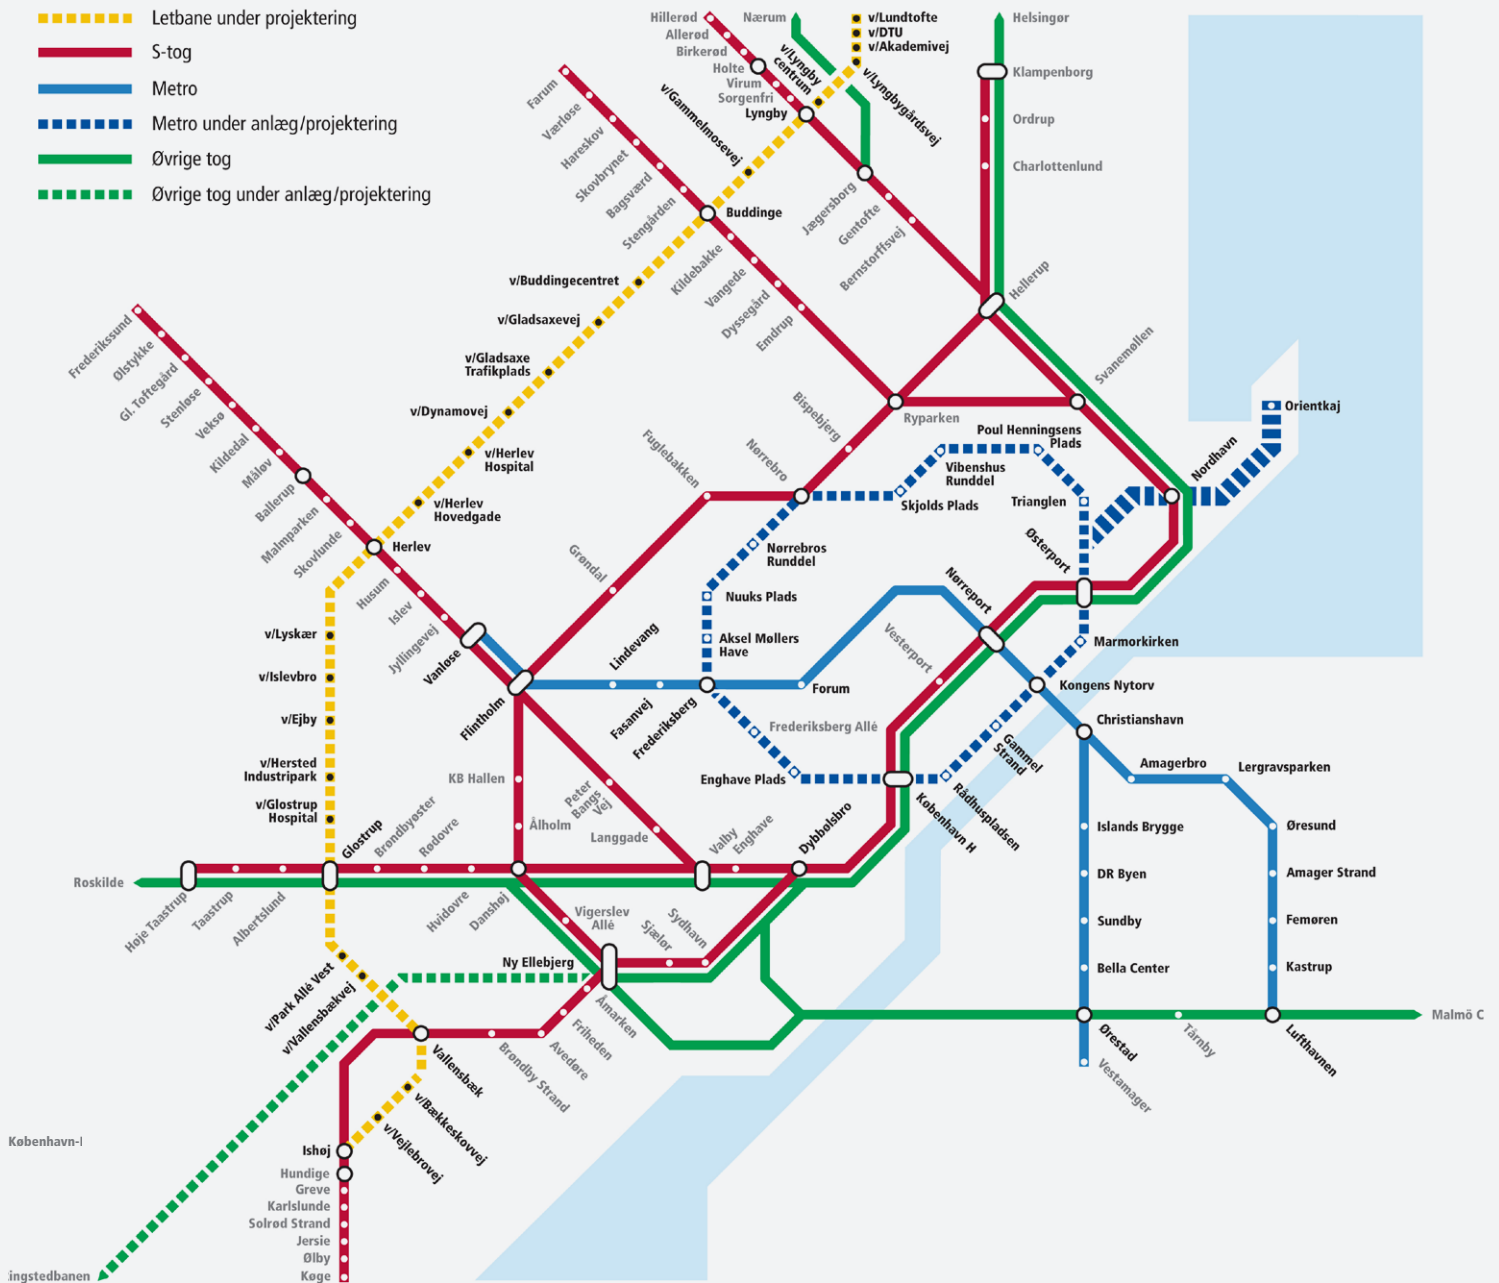 Letbane under projektering
S-tog
Metro
Metro under anlæg/projektering
Øvrige tog
Øvrige tog under anlæg/projektering
Hillerød
Allerød
Birkerød
Holte
Virum
Sorgenfri
Lyngby
Nærum
v/Lyngby
centrum
v/Lundtofte
v/DTU
v/Akademivej
v/Lyngbygårdsvej
Helsingør
Klampenborg
Ordrup
Charlottenlund
Farum
Værløse
Hareskov
Skovbrynet
Bagsværd
Stengården
v/Gammelmosevej
Buddinge
Jægersborg
Gentofte
Bernstorffsvej
Hellerup
Kildebakke
Vangede
Dyssegård
Emdrup
v/Buddingecentret
v/Gladsaxevej
v/Gladsaxe
Trafikplads
v/Dynamovej
v/Herlev
Hospital
v/Herlev
Hovedgade
Herlev
Frederikssund
Ølstykke
Gl. Toftegård
Stenløse
Veksø
Kildedal
Måløv
Ballerup
Malmparken
Skovlunde
Husum
Islev
Jyllingevej
Vanløse
Flintholm
Svanemøllen
Ryparken
Bispebjerg
Nørrebro
Fuglebakken
Grøndal
Poul Henningsens
Plads
Vibenshus
Runddel
Skjolds Plads
Trianglen
Nordhavn
Orientkaj
Østerport
Nørrebros
Runddel
Nuuks Plads
Aksel Møllers
Have
Nørreport
Vesterport
Marmorkirken
Kongens Nytorv
Christianshavn
Lindevang
Fasanvej
Frederiksberg
Forum
Frederiksberg Allé
Enghave Plads
Gammel
Strand
Rådhuspladsen
København H
Dybbølsbro
Amagerbro
Lergravsparken
Islands Brygge
Øresund
DR Byen
Amager Strand
Sundby
Femøren
Bella Center
Kastrup
Ørestad
Tårnby
Lufthavnen
Malmö C
Vestamager
v/Lyskær
v/Islevbro
v/Ejby
v/Hersted
Industripark
v/Glostrup
Hospital
Glostrup
Brøndbyøster
Rødovre
KB Hallen
Ålholm
Peter
Bangs
Vej
Langgade
Valby
Enghave
Roskilde
Høje Taastrup
Taastrup
Albertslund
Hvidovre
Danshøj
Vigerslev
Allé
Sjælør
Sydhavn
Ny Ellebjerg
Åmarken
Friheden
Avedøre
Brøndby Strand
v/Park Allé Vest
v/Vallensbækvej
Vallensbæk
v/Bækkeskovvej
v/Vejlebrovej
København-
Ishøj
Hundige
Greve
Karlslunde
Solrød Strand
Jersie
Ølby
Køge
ingstedbanen